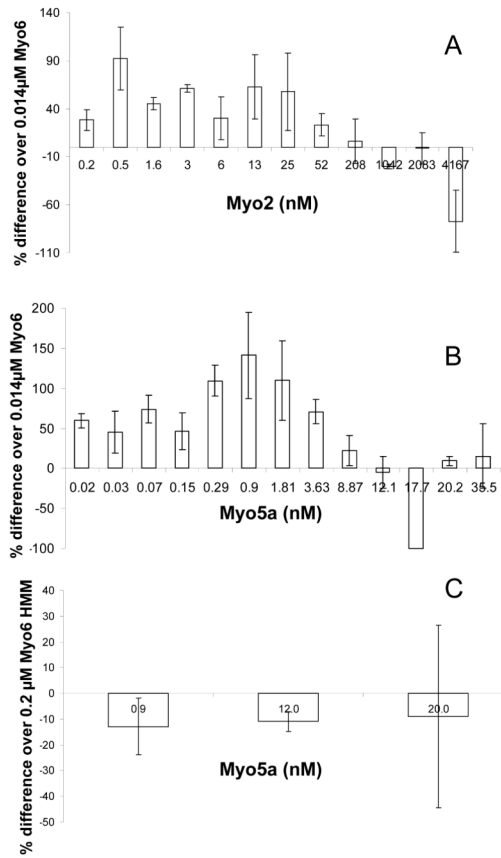 A
% difference over 0.014µM Myo6
140
90
40
-10
-60
-110
0.2 0.5 1.6 3 6 13 25 52 208 1042 2083 4167
Myo2 (nM)
B
% difference over 0.014µM Myo6
200
150
100
50
0
-50
-100
0.02 0.03 0.07 0.15 0.29 0.9 1.81 3.63 8.87 12.1 17.7 20.2 35.5
Myo5a (nM)
C
% difference over 0.2 µM Myo6 HMM
40
30
20
10
0
-10
-20
-30
-40
-50
0.9 12.0 20.0
Myo5a (nM)